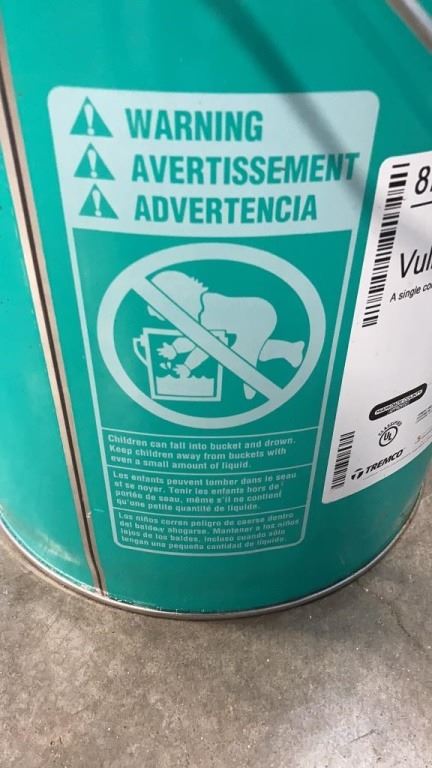 WARNING
AVERTISSEMENT
ADVERTENCIA
Children can fall into bucket and drown.
Keep children away from buckets with
even a small amount of liquid.
Les enfants peuvent tomber dans le seau
et se noyer. Tenir les enfants hors de
portée de seau, même s'il ne contient
qu'une petite quantité de liquide.
Los niños corren peligro de caerse dentro
del balde y ahogarse. Mantener a los niños
lejos de los baldes, incluso cuando sólo
tengan una pequeña cantidad de líquido.
Vul
A single co
UL
TREMCO